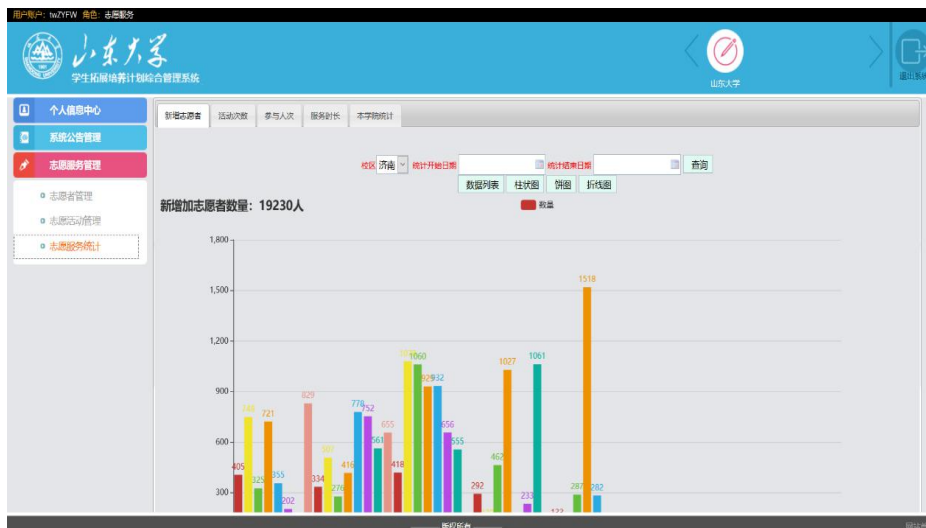 用户账户: twZYFW 角色: 志愿服务
山东大学
学生拓展培养计划综合管理系统
山东大学
个人信息中心
系统公告管理
志愿服务管理
志愿者管理
志愿活动管理
志愿服务统计
新增志愿者 活动次数 参与人次 服务时长 本学院统计
校区 济南 统计开始日期 统计结束日期 查询
数据列表 柱状图 饼图 折线图
新增加志愿者数量: 19230人
数量
1,800
1,500
1,200
900
600
300
405
325
721
355
202
829
334
276
416
778
752
561
655
418
1060
925
932
656
555
292
462
1027
233
1061
287
282
1518
版权所有